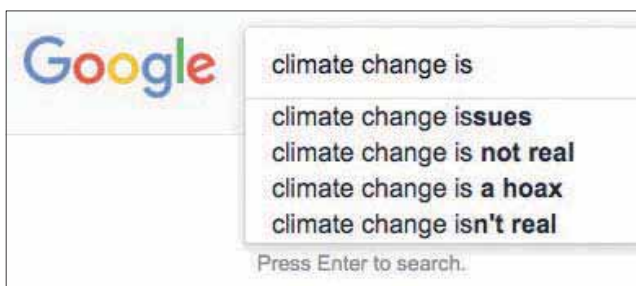 Google
climate change is
climate change issues
climate change is not real
climate change is a hoax
climate change isn't real
Press Enter to search.